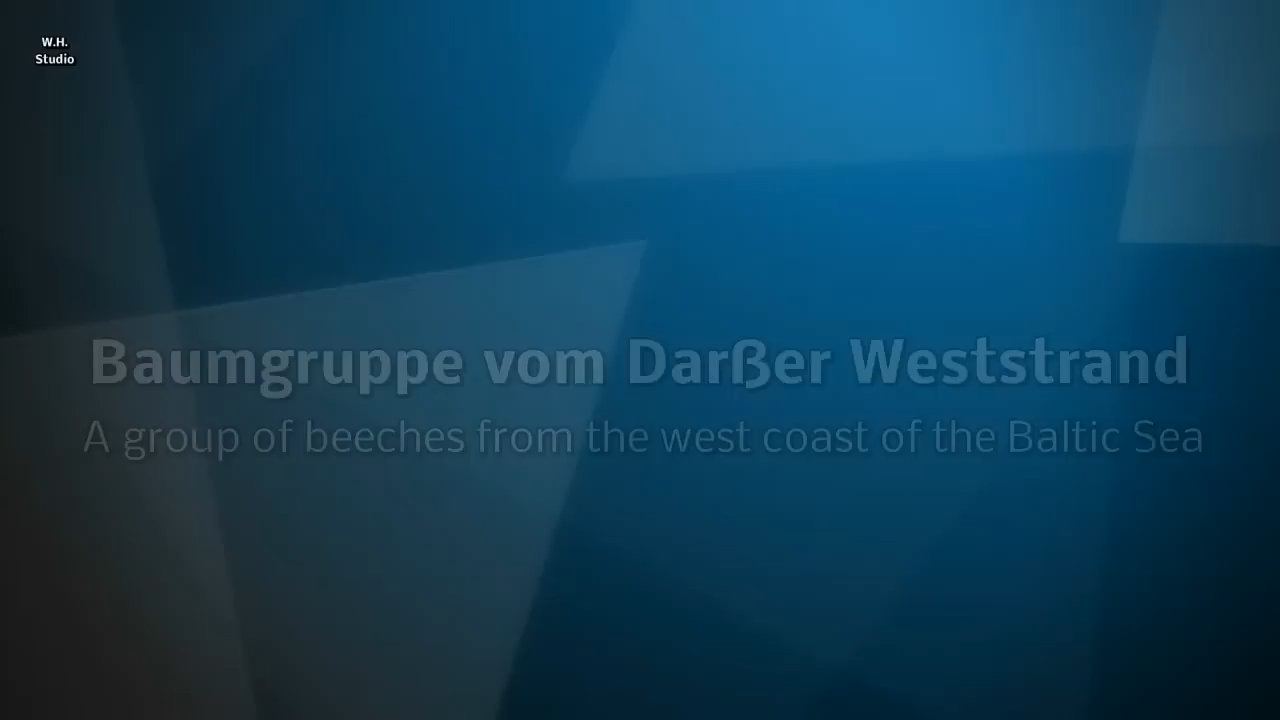 W.H.
Studio
Baumgruppe vom Darßer Weststrand
A group of beeches from the west coast of the Baltic Sea